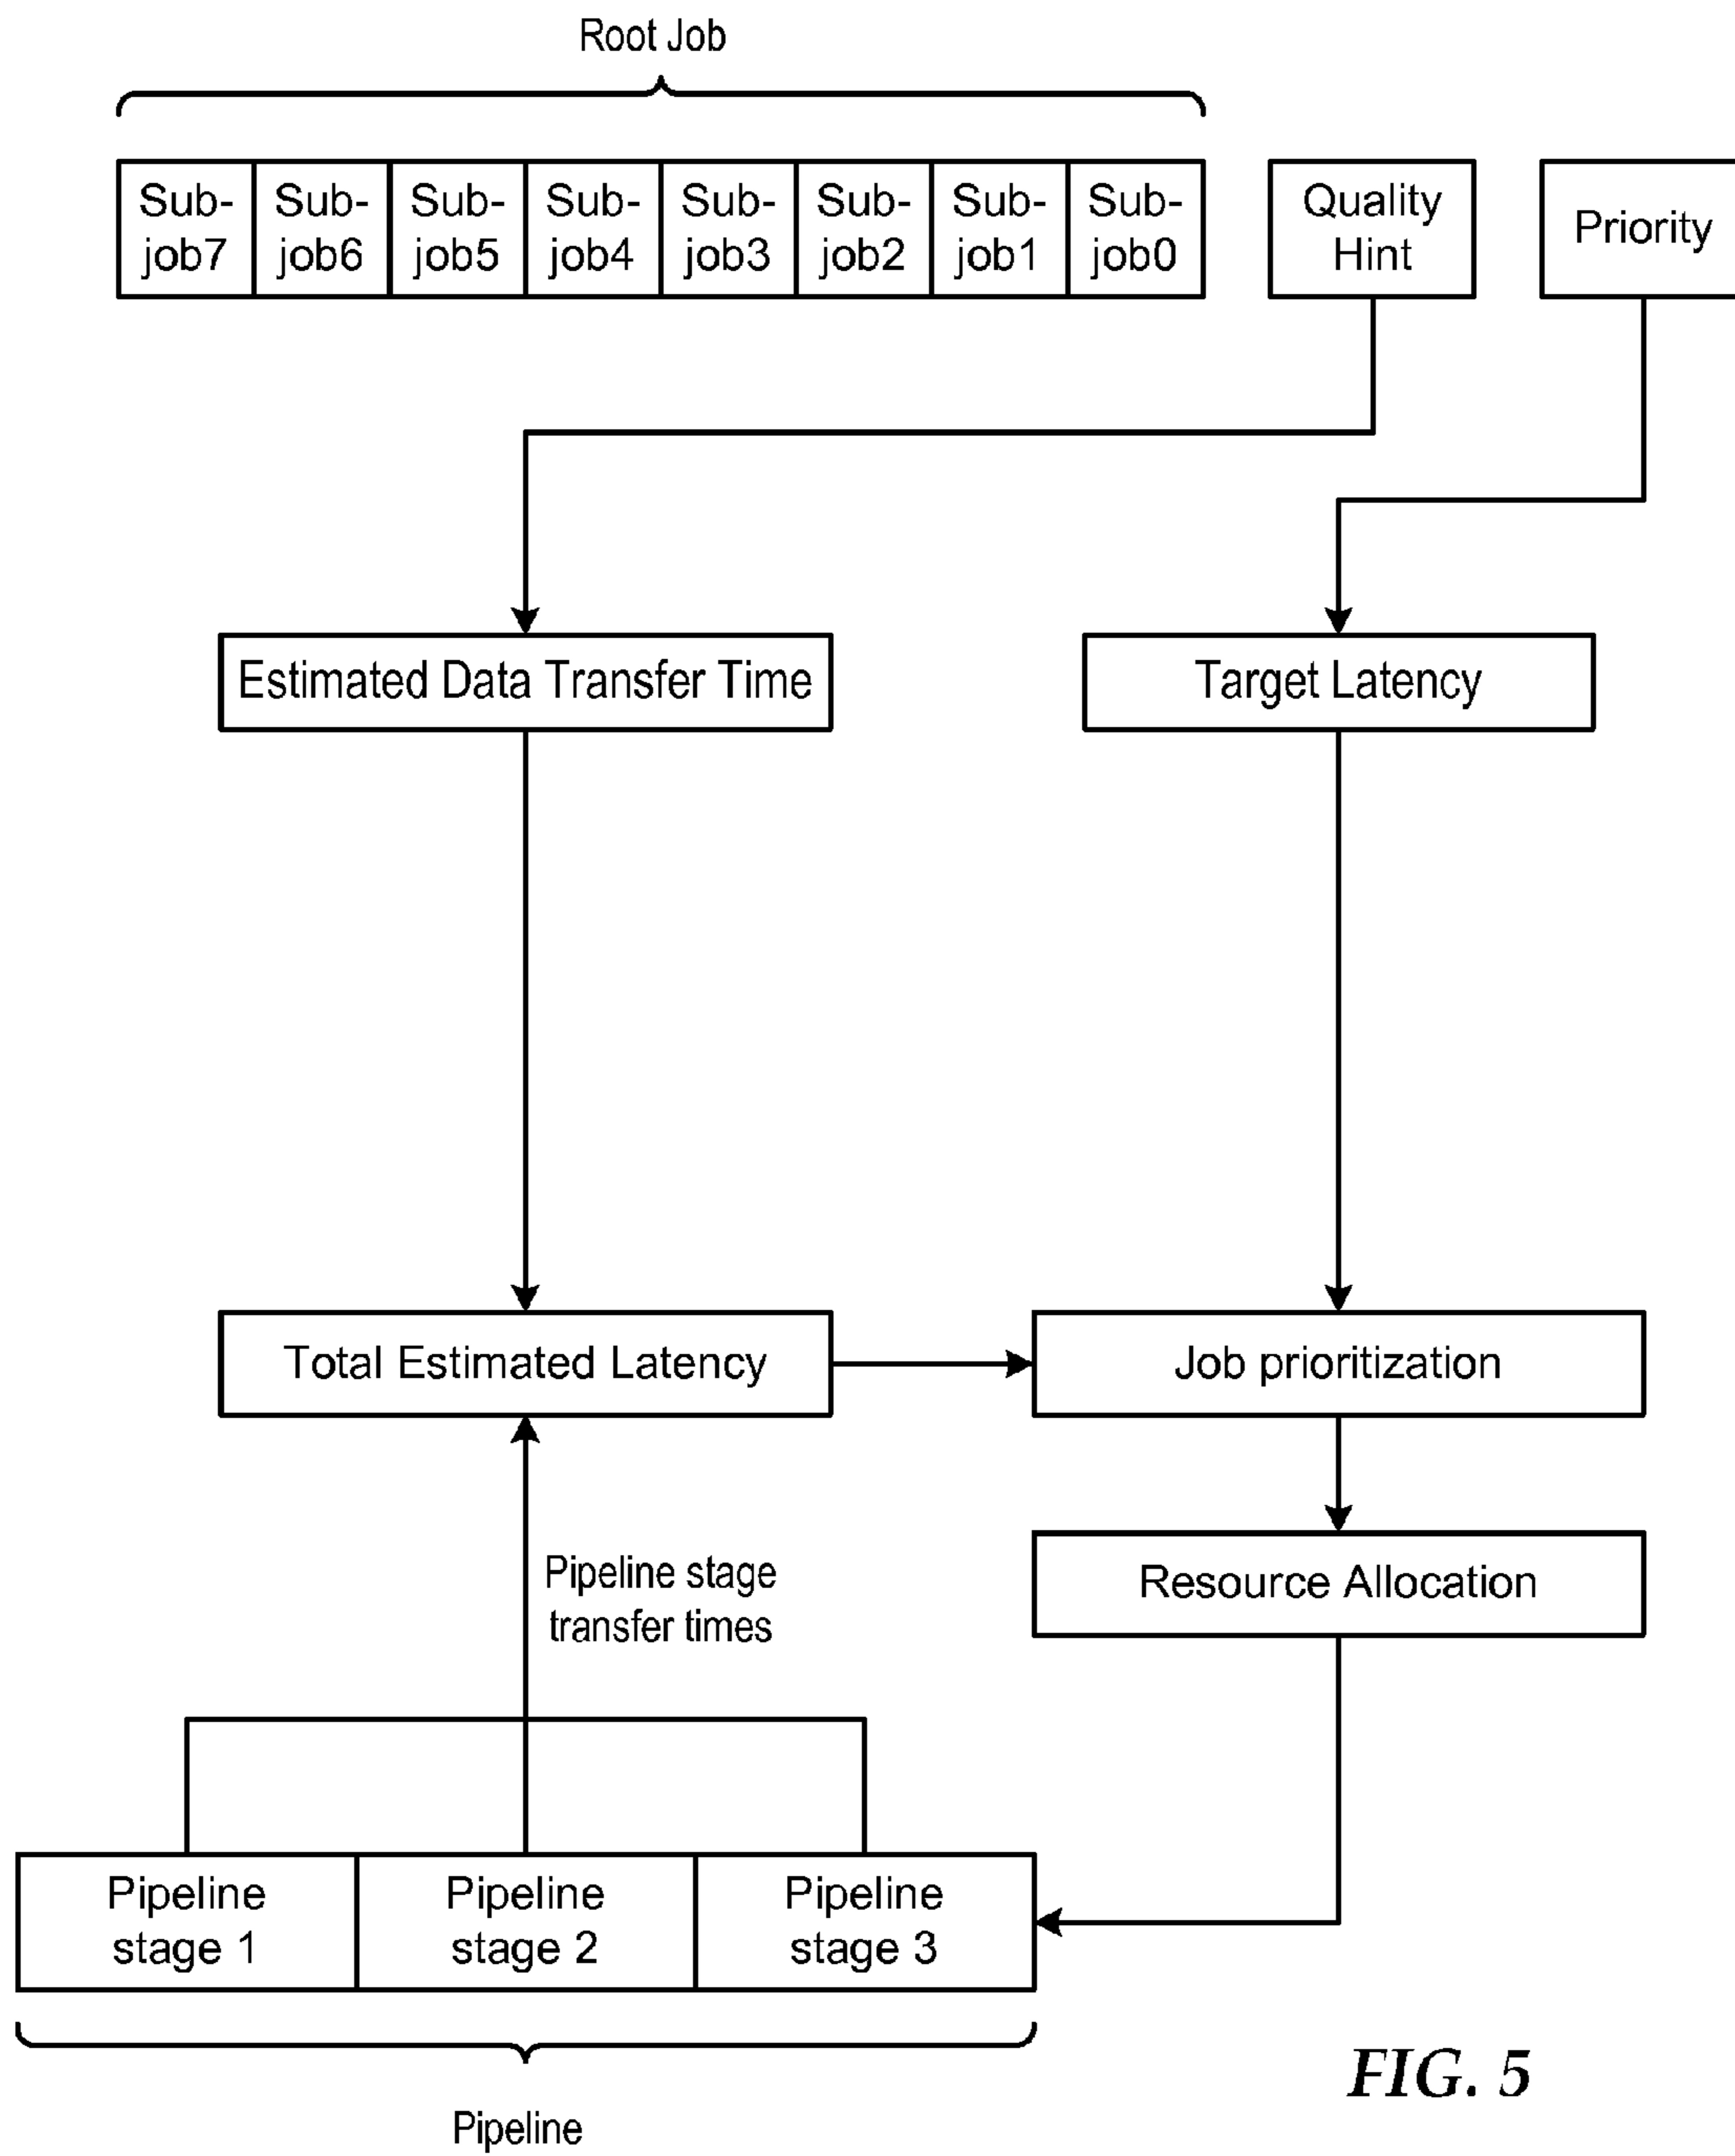 Root Job
Sub-
job7
Sub-
job6
Sub-
job5
Sub-
job4
Sub-
job3
Sub-
job2
Sub-
job1
Sub-
job0
Quality
Hint
Priority
Estimated Data Transfer Time
Target Latency
Total Estimated Latency
Job prioritization
Pipeline stage
transfer times
Resource Allocation
Pipeline
stage 1
Pipeline
stage 2
Pipeline
stage 3
Pipeline
FIG. 5